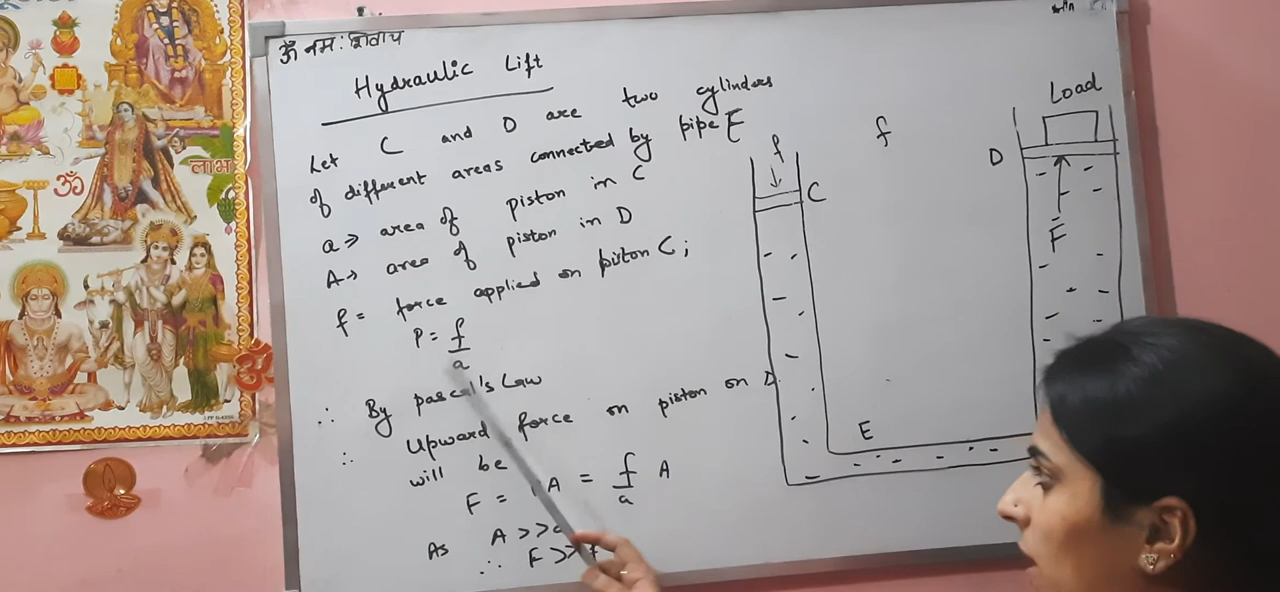 ॐ नमः शिवाय
Hydraulic Lift
Let C and D are two cylinders
of different areas connected by pipe E
a → area of piston in C
A → area of piston in D
f = force applied on piston C;
P = f/a
∴ By pascal's Law
∴ Upward force on piston on D
will be
F = A = f/a A
As A >>
∴ F >> f
Load
f
f
C
D
F
E
लाभ
ॐ
ॐ